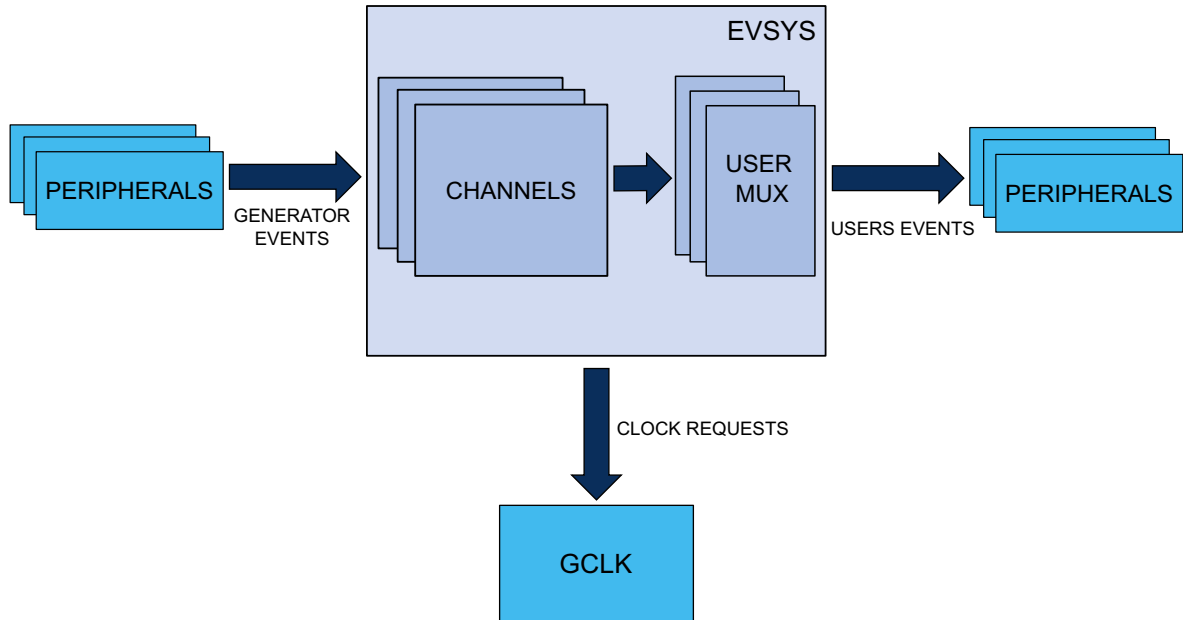 EVSYS
PERIPHERALS
GENERATOR
EVENTS
CHANNELS
USER
MUX
USERS EVENTS
PERIPHERALS
CLOCK REQUESTS
GCLK